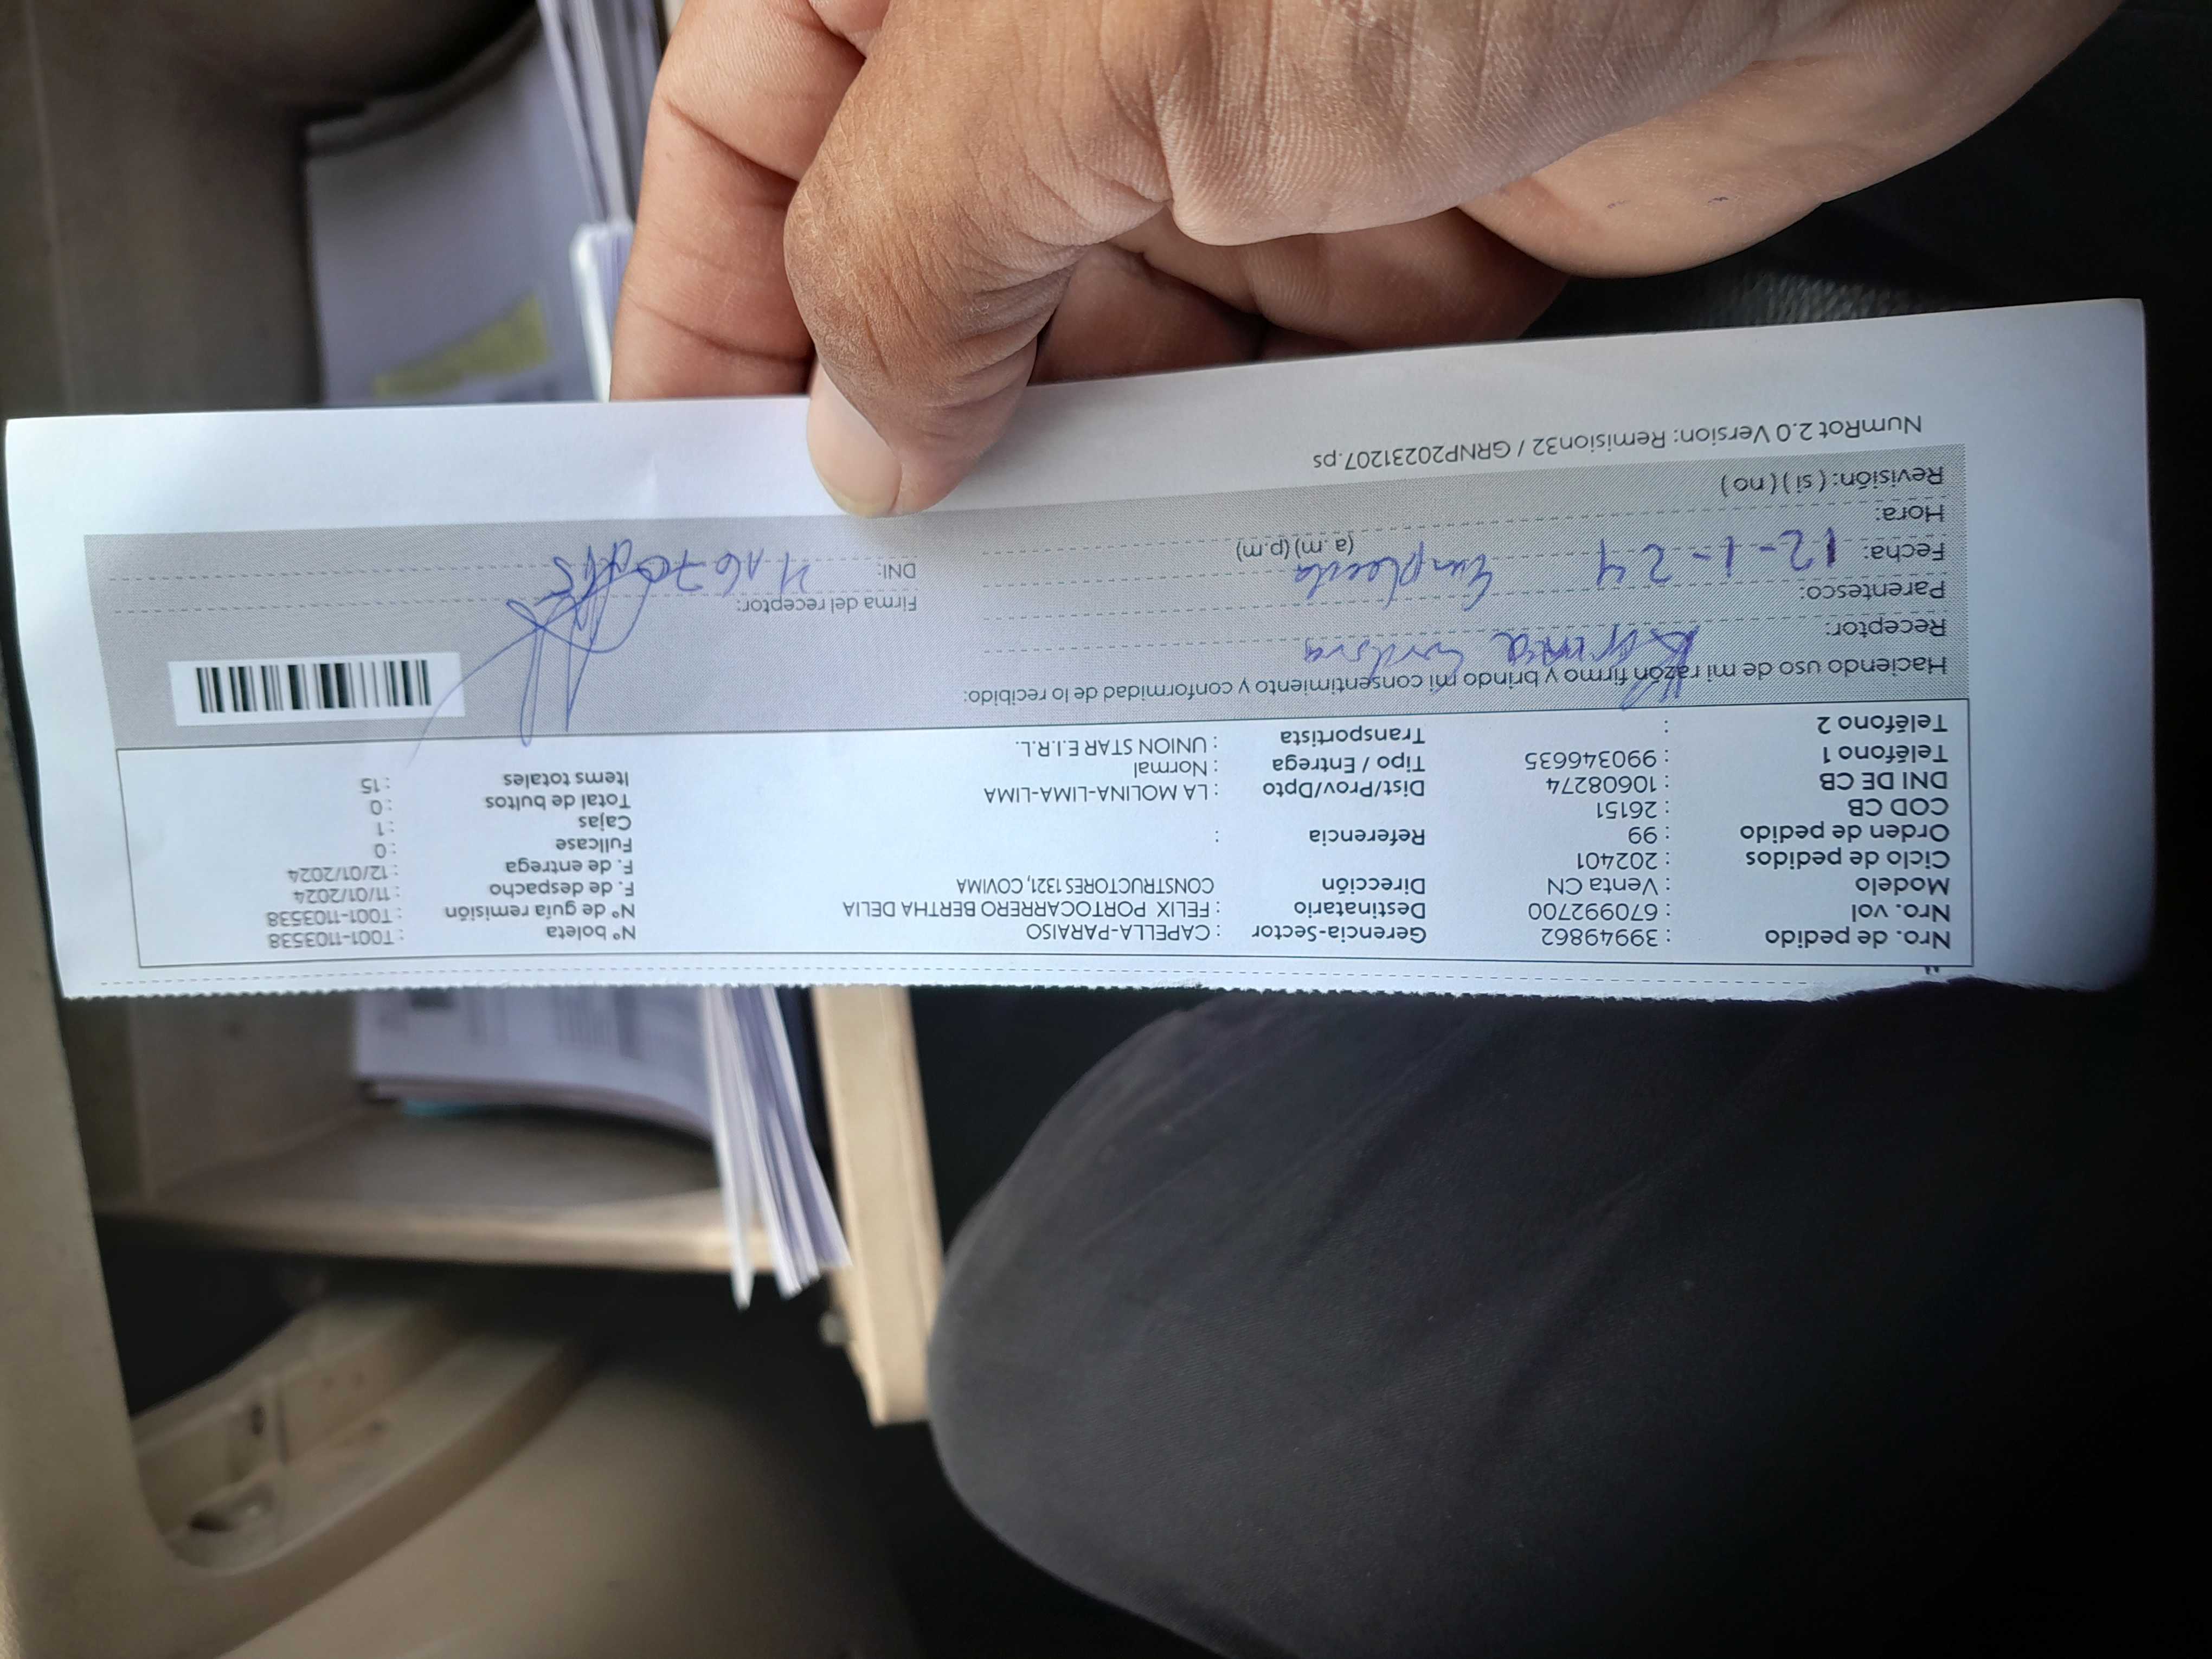 Nro. de pedido : 39949862 Gerencia-Sector : CAPELLA-PARAISO Nº boleta : T001-1103538
Nro. vol : 670992700 Destinatario : FELIX PORTOCARRERO BERTHA DELIA Nº de guía remisión : T001-1103538
Modelo : Venta CN Dirección CONSTRUCTORES 1321, COVIMA F. de despacho : 11/01/2024
Ciclo de pedidos : 202401 F. de entrega : 12/01/2024
Orden de pedido : 99 Referencia : Fullcase : 0
COD CB : 26151 Cajas : 1
DNI DE CB : 10608274 Dist/Prov/Dpto : LA MOLINA-LIMA-LIMA Total de bultos : 0
Teléfono 1 : 990346635 Tipo / Entrega : Normal Items totales : 15
Teléfono 2 : Transportista : UNION STAR E.I.R.L.
Haciendo uso de mi razón firmo y brindo mi consentimiento y conformidad de lo recibido:
Receptor: Karina Cordova
Parentesco: Empleada Firma del receptor:
Fecha: 12-1-24 DNI:
Hora: (a. m) (p.m)
Revisión: ( si ) ( no )
NumRot 2.0 Version: Remision32 / GRNP20231207.ps